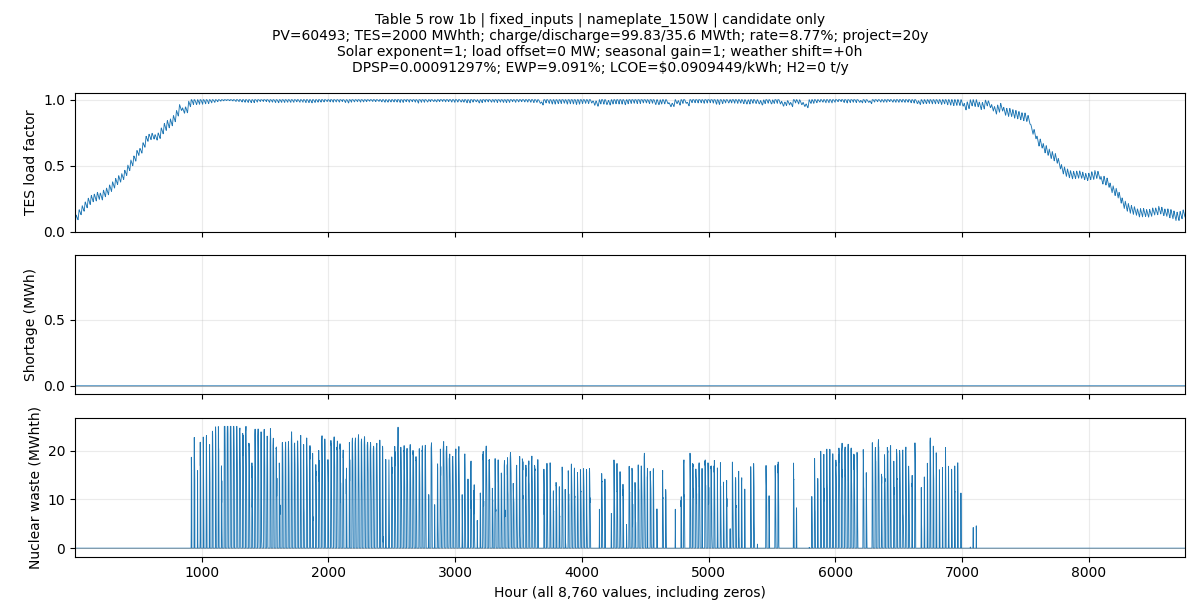 Table 5 row 1b | fixed_inputs | nameplate_150W | candidate only
PV=60493; TES=2000 MWhth; charge/discharge=99.83/35.6 MWth; rate=8.77%; project=20y
Solar exponent=1; load offset=0 MW; seasonal gain=1; weather shift=+0h
DPSP=0.00091297%; EWP=9.091%; LCOE=$0.0909449/kWh; H2=0 t/y
TES load factor
1.0
0.5
0.0
Shortage (MWh)
0.5
0.0
Nuclear waste (MWhth)
20
10
0
1000 2000 3000 4000 5000 6000 7000 8000
Hour (all 8,760 values, including zeros)